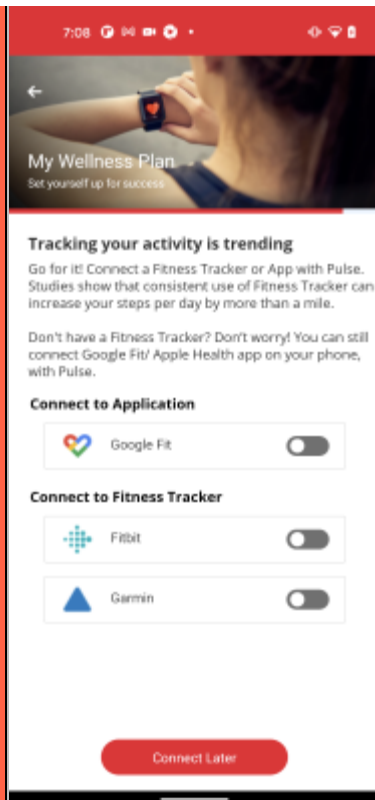 7:08
My Wellness Plan
Set yourself up for success
Tracking your activity is trending
Go for it! Connect a Fitness Tracker or App with Pulse.
Studies show that consistent use of Fitness Tracker can
increase your steps per day by more than a mile.
Don't have a Fitness Tracker? Don't worry! You can still
connect Google Fit/ Apple Health app on your phone,
with Pulse.
Connect to Application
Google Fit
Connect to Fitness Tracker
Fitbit
Garmin
Connect Later